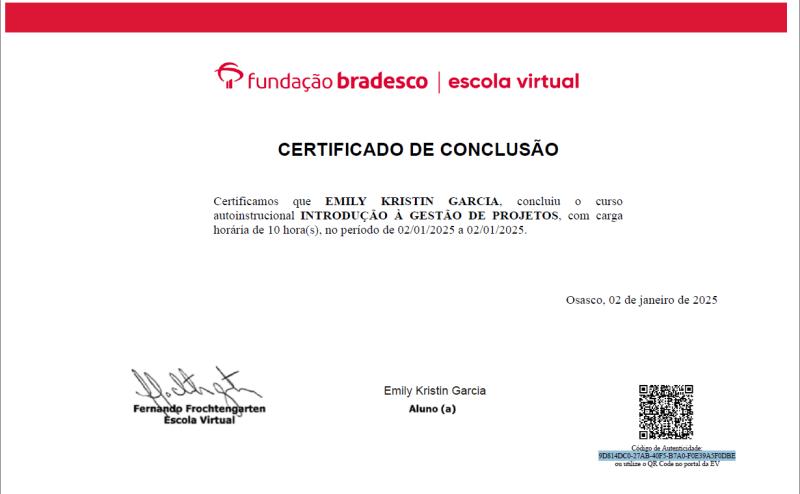 fundação bradesco | escola virtual
CERTIFICADO DE CONCLUSÃO
Certificamos que EMILY KRISTIN GARCIA, concluiu o curso
autoinstrucional INTRODUÇÃO À GESTÃO DE PROJETOS, com carga
horária de 10 hora(s), no período de 02/01/2025 a 02/01/2025.
Osasco, 02 de janeiro de 2025
Fernando Frochtengarten
Escola Virtual
Emily Kristin Garcia
Aluno (a)
Código de Autenticidade:
9D814DC0-27AB-40F5-B7A0-F0E39A5F0DBE
ou utilize o QR Code no portal da EV